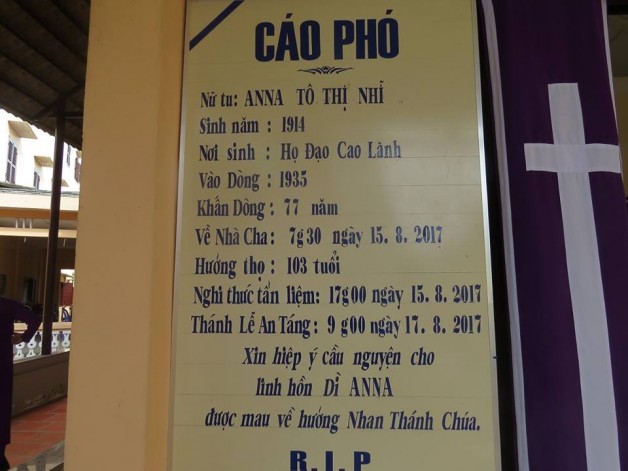 CÁO PHÓ
Nữ tu: ANNA TÔ THỊ NHỈ
Sinh năm : 1914
Nơi sinh : Họ Đạo Cao Lãnh
Vào Dòng : 1935
Khấn Dòng : 77 năm
Về Nhà Cha : 7g30 ngày 15. 8. 2017
Hưởng thọ : 103 tuổi
Nghi thức tẩn liệm: 17g00 ngày 15. 8. 2017
Thánh Lễ An Táng : 9 g00 ngày 17. 8. 2017
Xin hiệp ý cầu nguyện cho
linh hồn DÌ ANNA
được mau về hưởng Nhan Thánh Chúa.
R.I.P